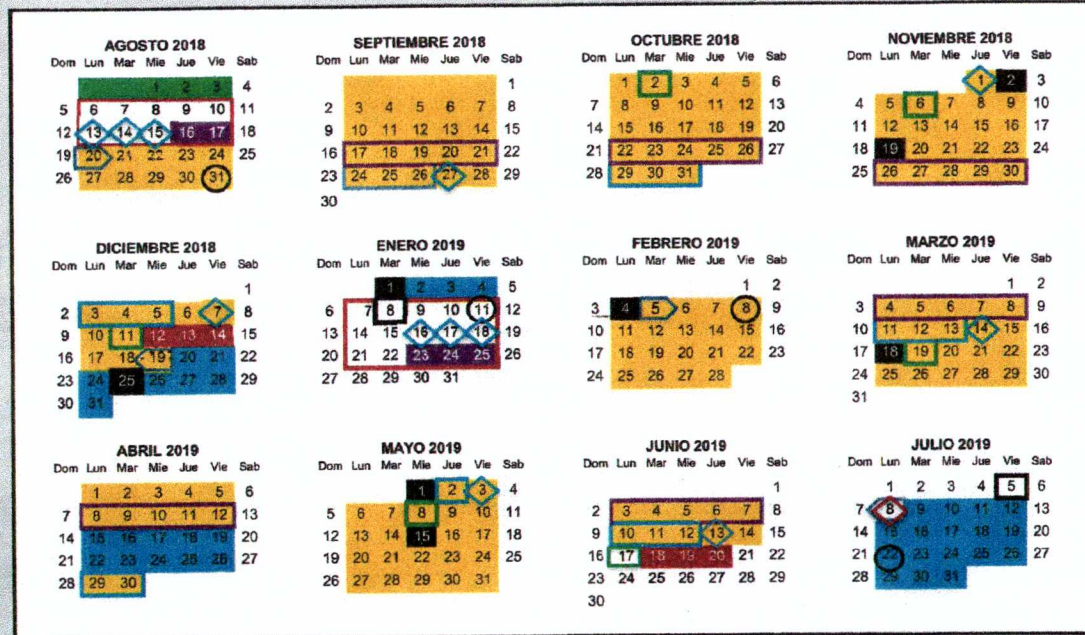 AGOSTO 2018
Dom Lun Mar Mie Jue Vie Sab
1 2 3 4
5 6 7 8 9 10 11
12 13 14 15 16 17 18
19 20 21 22 23 24 25
26 27 28 29 30 31
SEPTIEMBRE 2018
Dom Lun Mar Mie Jue Vie Sab
1
2 3 4 5 6 7 8
9 10 11 12 13 14 15
16 17 18 19 20 21 22
23 24 25 26 27 28 29
30
OCTUBRE 2018
Dom Lun Mar Mie Jue Vie Sab
1 2 3 4 5 6
7 8 9 10 11 12 13
14 15 16 17 18 19 20
21 22 23 24 25 26 27
28 29 30 31
NOVIEMBRE 2018
Dom Lun Mar Mie Jue Vie Sab
1 2 3
4 5 6 7 8 9 10
11 12 13 14 15 16 17
18 19 20 21 22 23 24
25 26 27 28 29 30
DICIEMBRE 2018
Dom Lun Mar Mie Jue Vie Sab
1
2 3 4 5 6 7 8
9 10 11 12 13 14 15
16 17 18 19 20 21 22
23 24 25 26 27 28 29
30 31
ENERO 2019
Dom Lun Mar Mie Jue Vie Sab
1 2 3 4 5
6 7 8 9 10 11 12
13 14 15 16 17 18 19
20 21 22 23 24 25 26
27 28 29 30 31
FEBRERO 2019
Dom Lun Mar Mie Jue Vie Sab
1 2
3 4 5 6 7 8 9
10 11 12 13 14 15 16
17 18 19 20 21 22 23
24 25 26 27 28
MARZO 2019
Dom Lun Mar Mie Jue Vie Sab
1 2
3 4 5 6 7 8 9
10 11 12 13 14 15 16
17 18 19 20 21 22 23
24 25 26 27 28 29 30
31
ABRIL 2019
Dom Lun Mar Mie Jue Vie Sab
1 2 3 4 5 6
7 8 9 10 11 12 13
14 15 16 17 18 19 20
21 22 23 24 25 26 27
28 29 30
MAYO 2019
Dom Lun Mar Mie Jue Vie Sab
1 2 3 4
5 6 7 8 9 10 11
12 13 14 15 16 17 18
19 20 21 22 23 24 25
26 27 28 29 30 31
JUNIO 2019
Dom Lun Mar Mie Jue Vie Sab
1
2 3 4 5 6 7 8
9 10 11 12 13 14 15
16 17 18 19 20 21 22
23 24 25 26 27 28 29
30
JULIO 2019
Dom Lun Mar Mie Jue Vie Sab
1 2 3 4 5 6
7 8 9 10 11 12 13
14 15 16 17 18 19 20
21 22 23 24 25 26 27
28 29 30 31